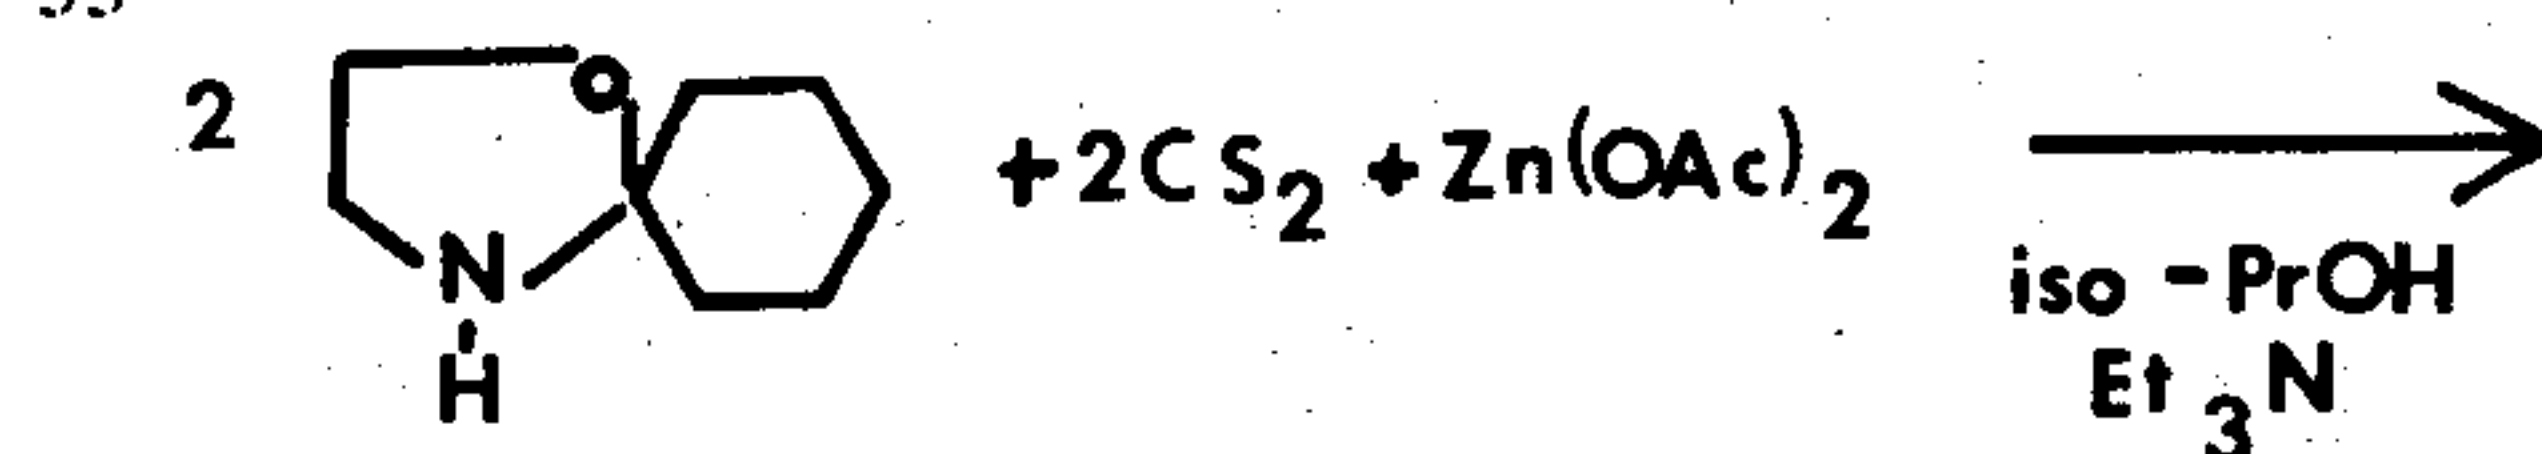 2 O N H +2CS2 +Zn(OAc)2
iso-PrOH
Et3N